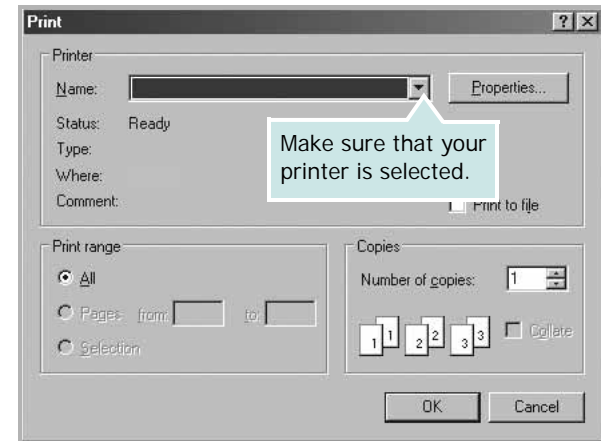 Print
? ×
Printer
Name:
Properties...
Status: Ready
Type:
Where:
Comment:
Make sure that your
printer is selected.
Print to file
Print range
All
Pages from: to:
Selection
Copies
Number of copies: 1
1 1 2 2 3 3
Collate
OK Cancel